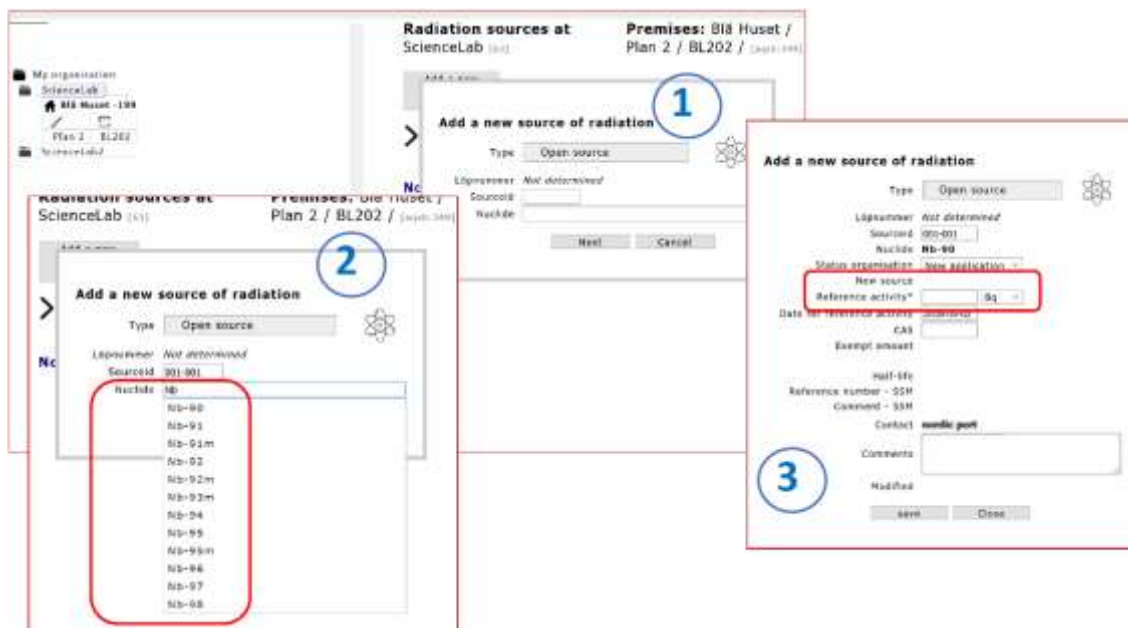 Radiation sources at
ScienceLab
Premises: Blå Huset /
Plan 2 / BL202 /
My organisation
ScienceLab
Blå Huset -199
Plan 2 BL202
ScienceLab2
1
Add a new source of radiation
Type Open source
Löpnummer Not determined
SourceId
Nuclide
Next Cancel
Radiation sources at
ScienceLab
Premises: Blå Huset /
Plan 2 / BL202 /
2
Add a new source of radiation
Type Open source
Löpnummer Not determined
SourceId 001-001
Nuclide Nb
Nb-90
Nb-91
Nb-91m
Nb-92
Nb-92m
Nb-93m
Nb-94
Nb-95
Nb-95m
Nb-96
Nb-97
Nb-98
Add a new source of radiation
Type Open source
Löpnummer Not determined
SourceId 001-001
Nuclide Nb-90
Status organisation New application
New source
Reference activity* Bq
Date for reference activity
CAS
Exempt amount
Half-life
Reference number - SSM
Comment - SSM
Contact nordic port
Comments
3
Modified
save Close